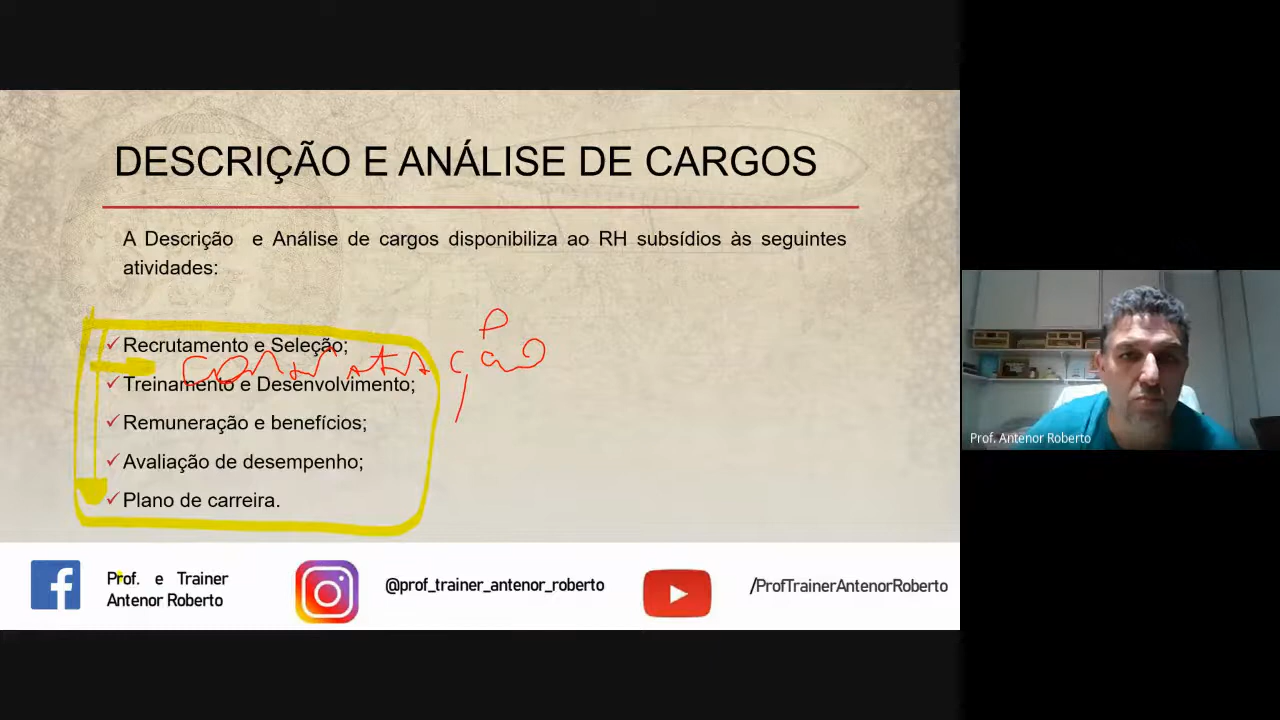 DESCRIÇÃO E ANÁLISE DE CARGOS
A Descrição e Análise de cargos disponibiliza ao RH subsídios às seguintes
atividades:
Recrutamento e Seleção;
contratação
Treinamento e Desenvolvimento;
Remuneração e benefícios;
Avaliação de desempenho;
Plano de carreira.
Prof. e Trainer
Antenor Roberto
@prof_trainer_antenor_roberto
/ProfTrainerAntenorRoberto
Prof. Antenor Roberto